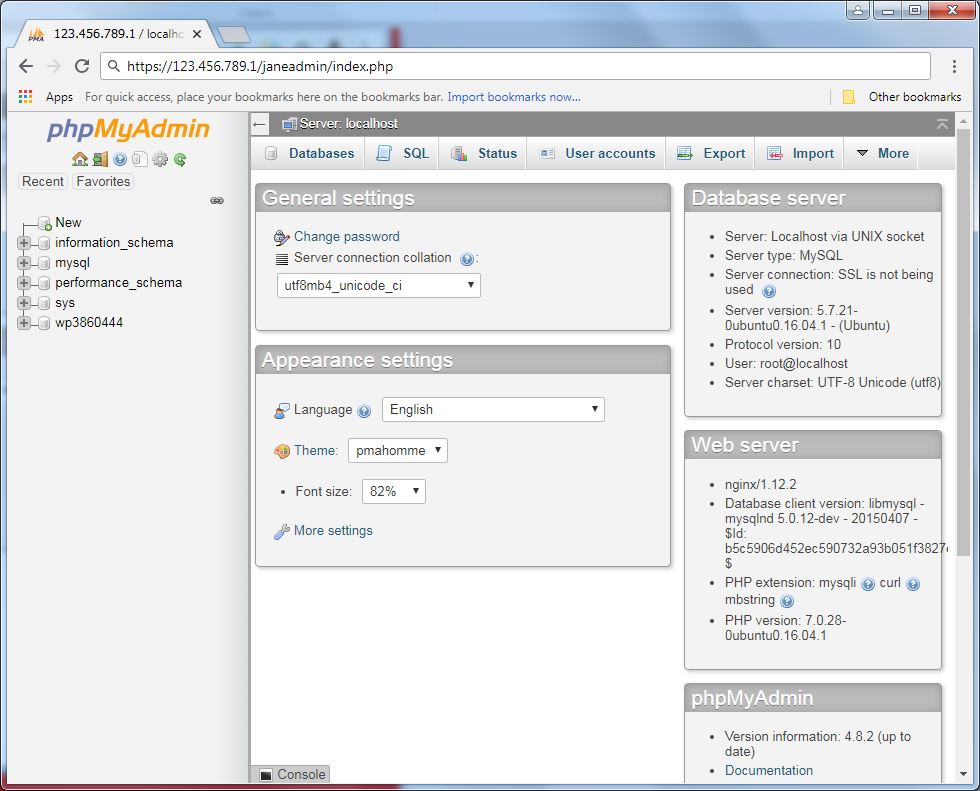 123.456.789.1 / localho
https://123.456.789.1/janeadmin/index.php
Apps For quick access, place your bookmarks here on the bookmarks bar. Import bookmarks now... Other bookmarks
phpMyAdmin
Recent Favorites
New
information_schema
mysql
performance_schema
sys
wp3860444
Server: localhost
Databases SQL Status User accounts Export Import More
General settings
Change password
Server connection collation :
utf8mb4_unicode_ci
Appearance settings
Language English
Theme: pmahomme
• Font size: 82%
More settings
Database server
• Server: Localhost via UNIX socket
• Server type: MySQL
• Server connection: SSL is not being
used
• Server version: 5.7.21-
0ubuntu0.16.04.1 - (Ubuntu)
• Protocol version: 10
• User: root@localhost
• Server charset: UTF-8 Unicode (utf8)
Web server
• nginx/1.12.2
• Database client version: libmysql -
mysqlnd 5.0.12-dev - 20150407 -
$Id:
b5c5906d452ec590732a93b051f3827e
$
• PHP extension: mysqli curl
mbstring
• PHP version: 7.0.28-
0ubuntu0.16.04.1
phpMyAdmin
• Version information: 4.8.2 (up to
date)
• Documentation
Console